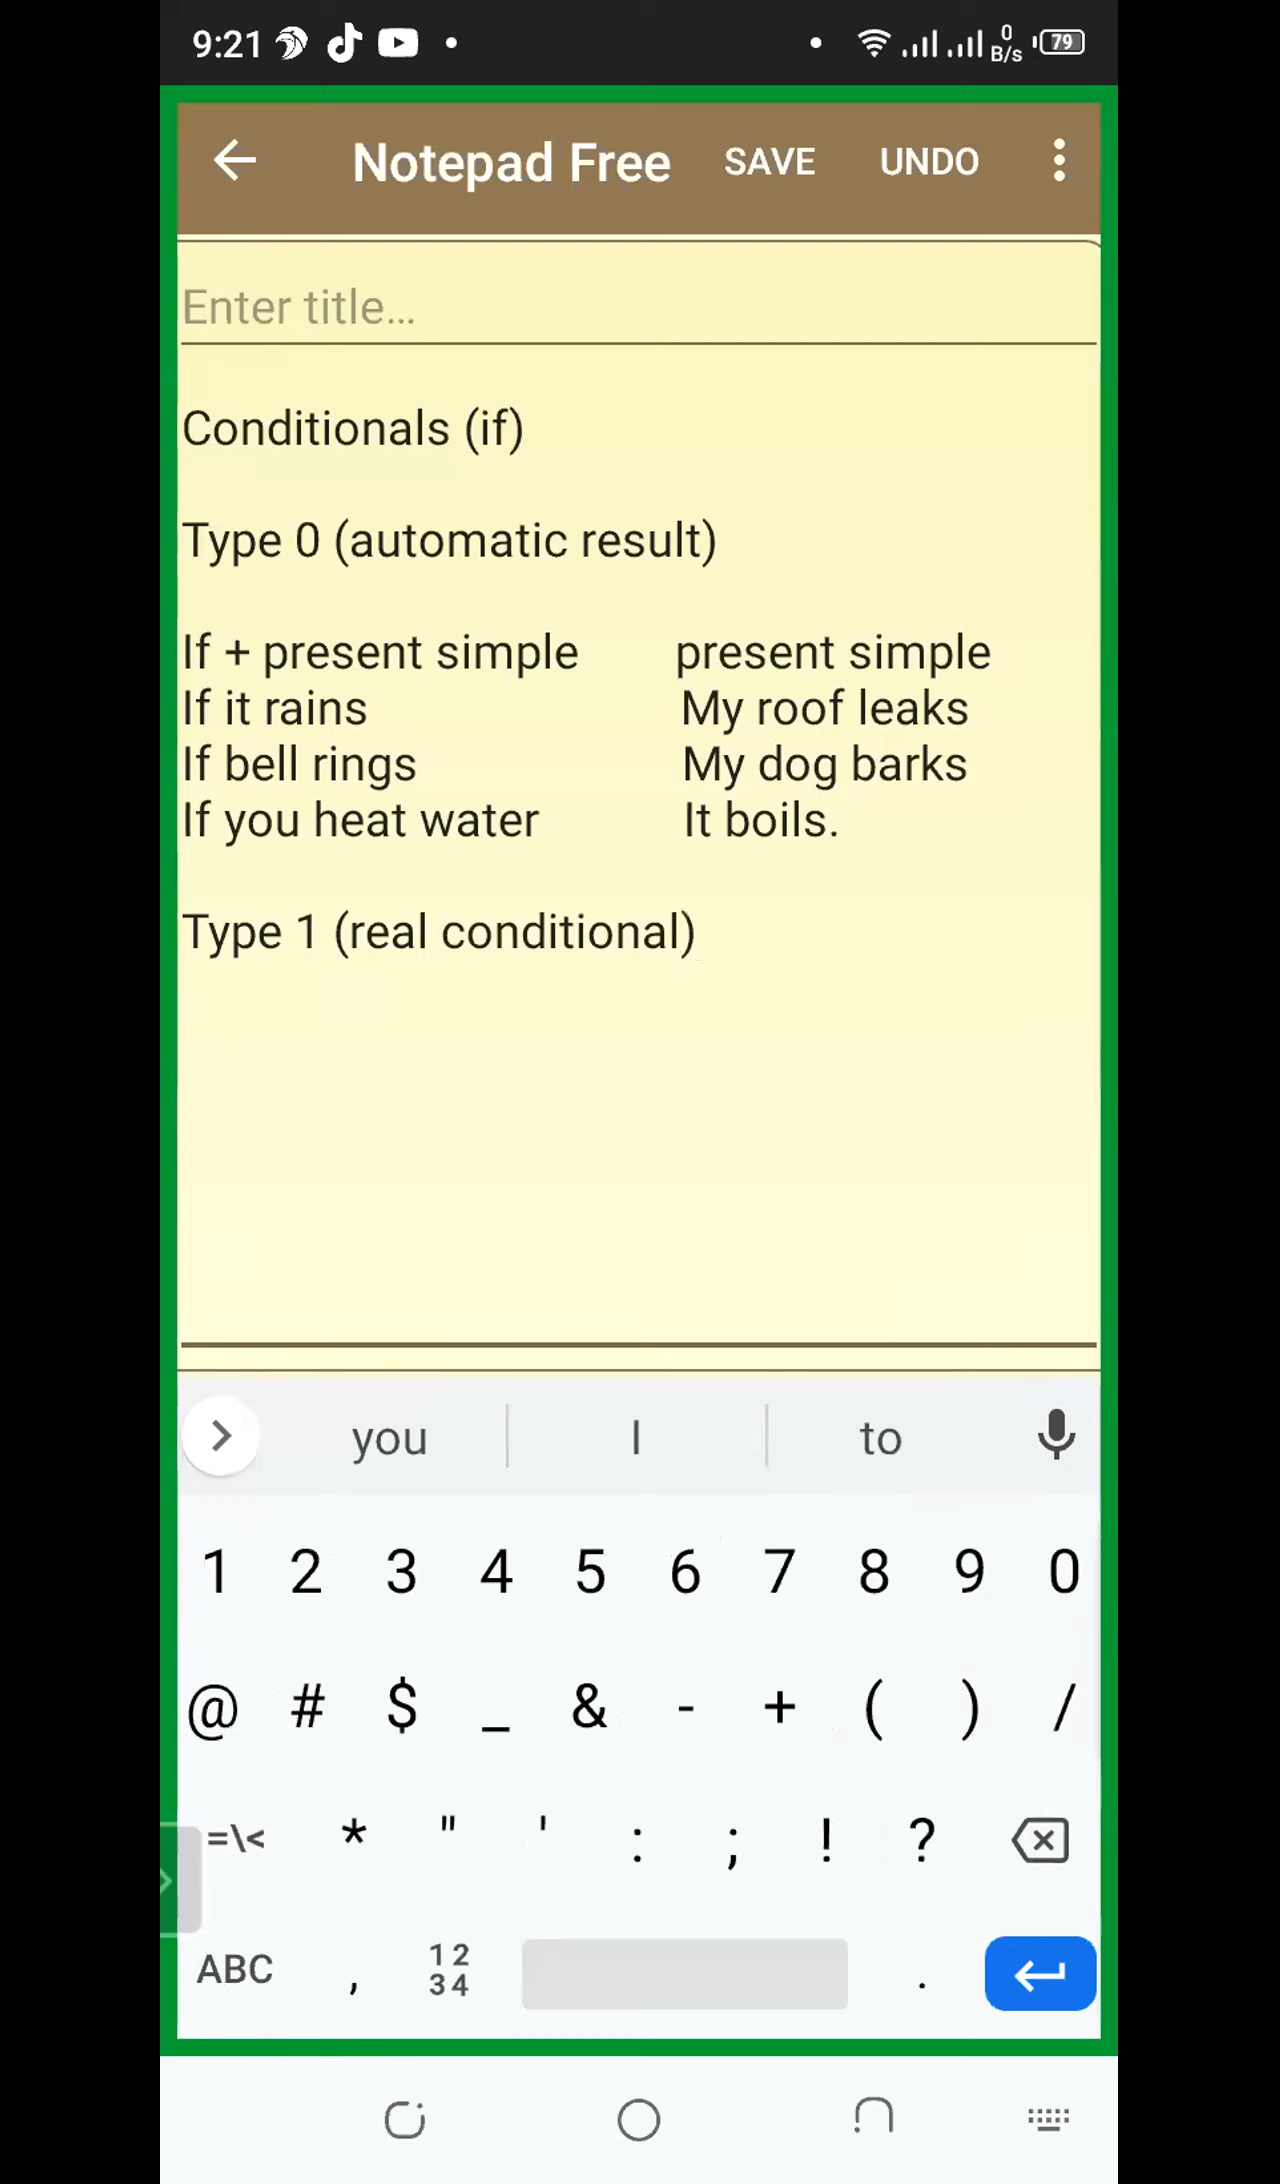 9:21
0
B/s
79
Notepad Free SAVE UNDO
Enter title...
Conditionals (if)
Type 0 (automatic result)
If + present simple present simple
If it rains My roof leaks
If bell rings My dog barks
If you heat water It boils.
Type 1 (real conditional)
you I to
1 2 3 4 5 6 7 8 9 0
@ # $ _ & - + ( ) /
=\< * " ' : ; ! ?
ABC , 12 34 .